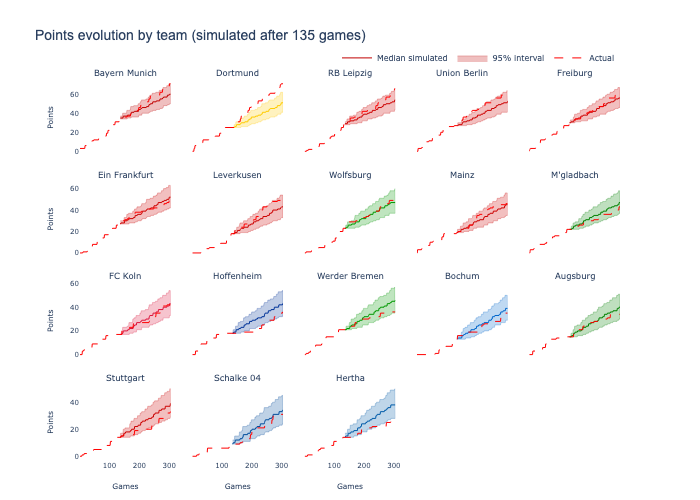 Points evolution by team (simulated after 135 games)
Median simulated 95% interval Actual
Bayern Munich Dortmund RB Leipzig Union Berlin Freiburg
Points
60
40
20
0
Ein Frankfurt Leverkusen Wolfsburg Mainz M'gladbach
Points
60
40
20
0
FC Koln Hoffenheim Werder Bremen Bochum Augsburg
Points
60
40
20
0
Stuttgart Schalke 04 Hertha
Points
40
20
0
100 200 300 100 200 300 100 200 300
Games Games Games